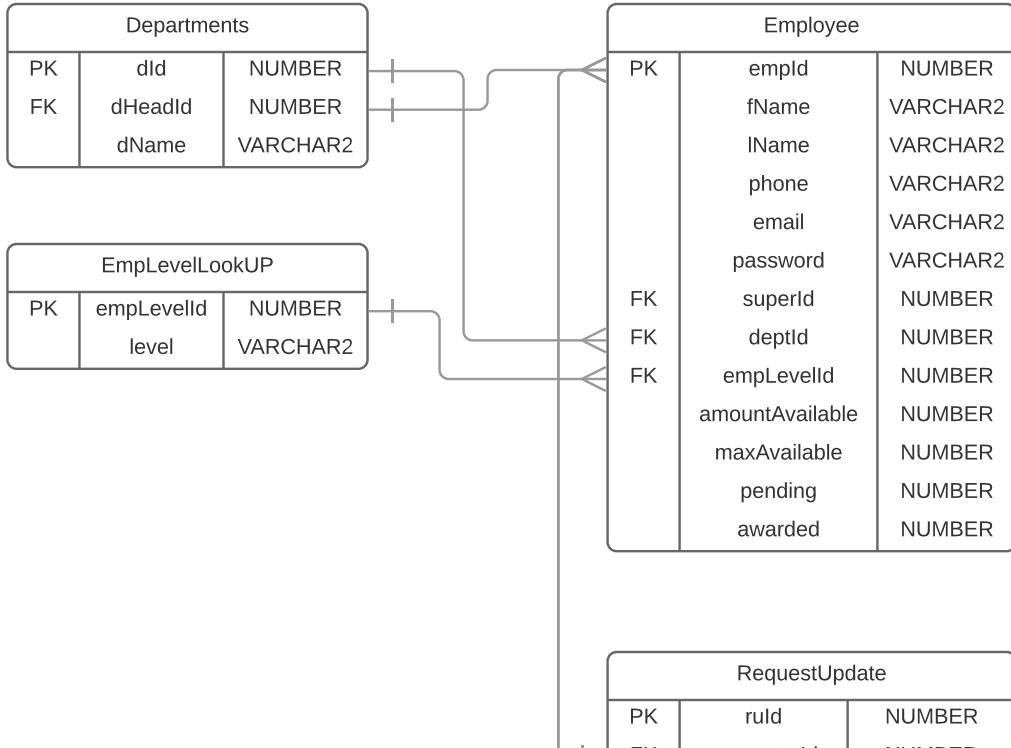 Departments
PK dId NUMBER
FK dHeadId NUMBER
dName VARCHAR2
EmpLevelLookUP
PK empLevelId NUMBER
level VARCHAR2
Employee
PK empId NUMBER
fName VARCHAR2
lName VARCHAR2
phone VARCHAR2
email VARCHAR2
password VARCHAR2
FK superId NUMBER
FK deptId NUMBER
FK empLevelId NUMBER
amountAvailable NUMBER
maxAvailable NUMBER
pending NUMBER
awarded NUMBER
RequestUpdate
PK ruId NUMBER